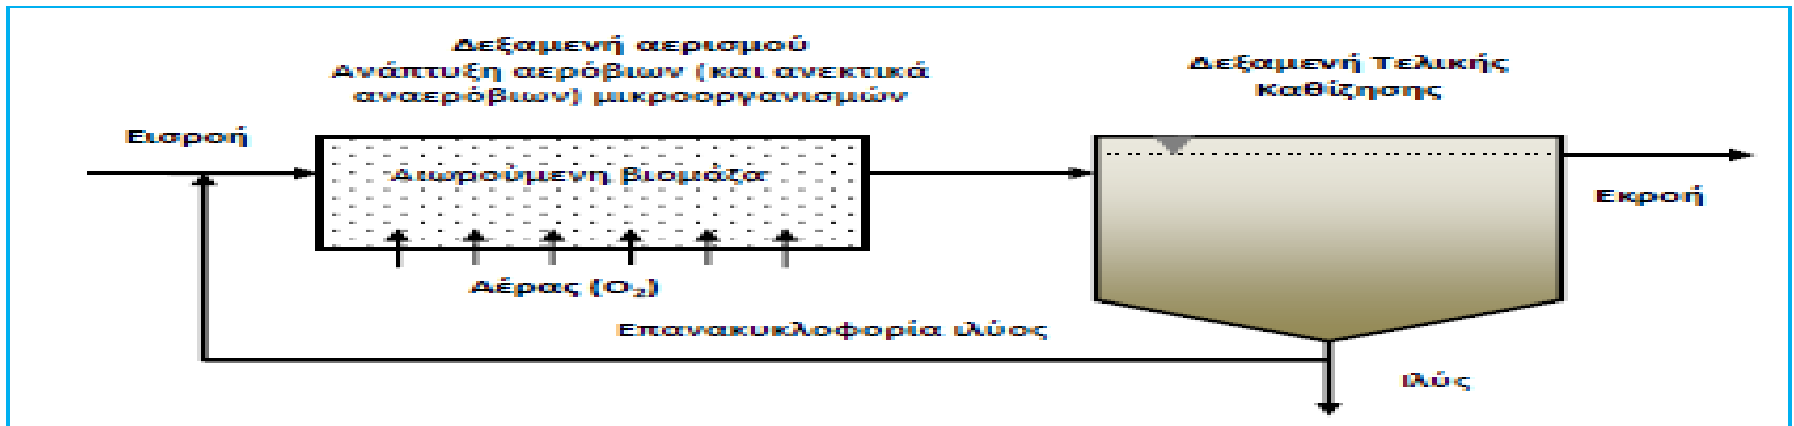 Δεξαμενή αερισμού
Ανάπτυξη αερόβιων (και ανεκτικά
αναερόβιων) μικροοργανισμών
Δεξαμενή Τελικής
Καθίζησης
Εισροή
Αιωρούμενη βιομάζα
Εκροή
Αέρας (O₂)
Επανακυκλοφορία ιλύος
ιλύς